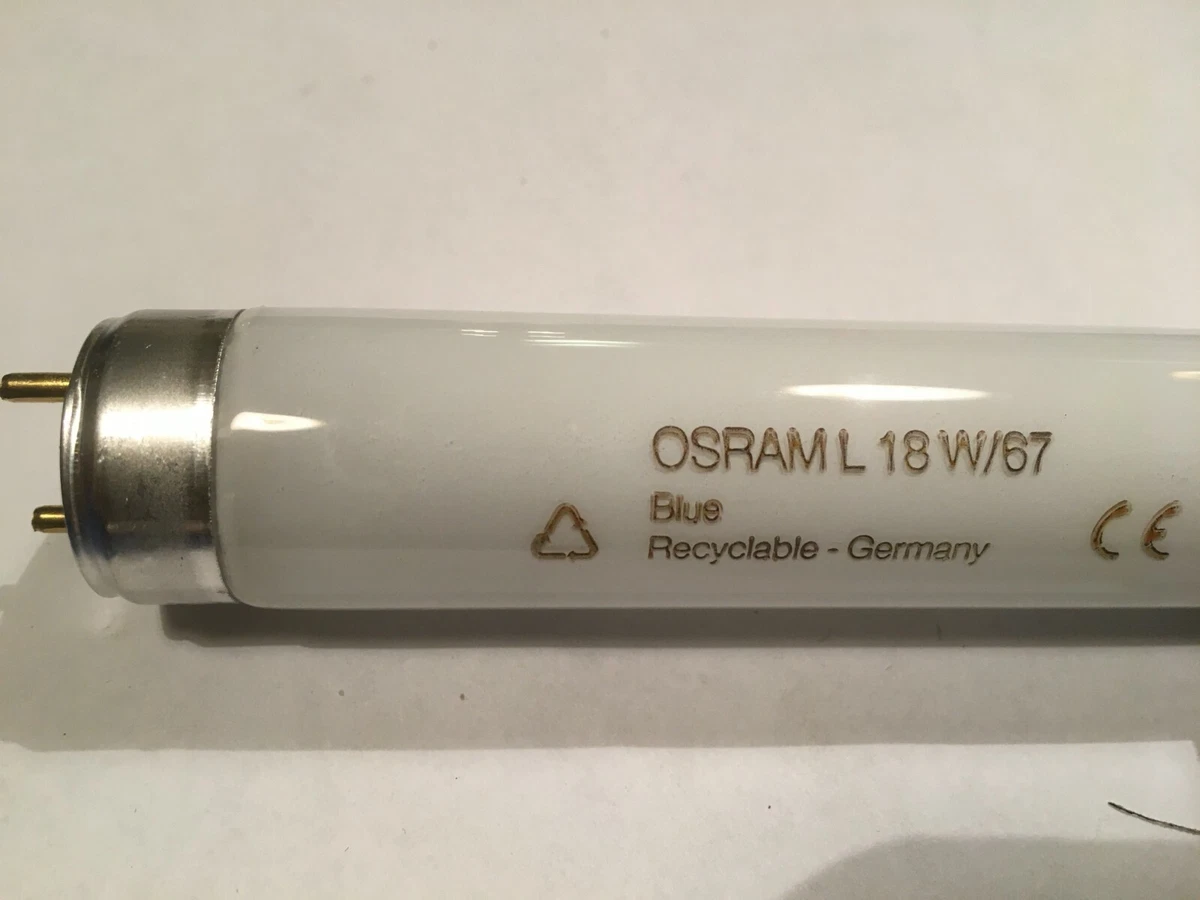 OSRAM L 18 W/67
Blue
Recyclable - Germany
CE